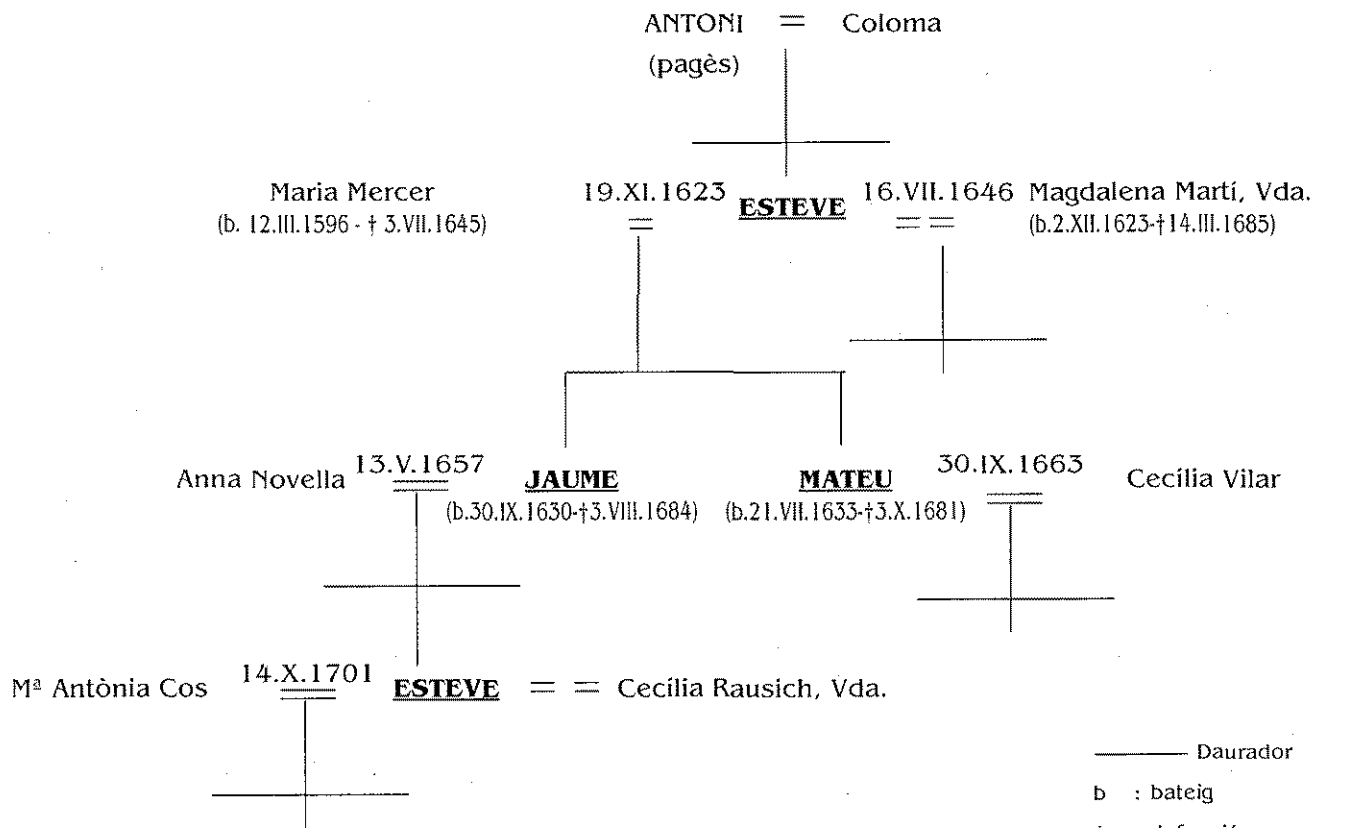 ANTONI = Coloma
(pagès)
Maria Mercer 19.XI.1623 ESTEVE 16.VII.1646 Magdalena Martí, Vda.
(b. 12.III.1596 - † 3.VII.1645) = = = (b.2.XII.1623-†14.III.1685)
Anna Novella 13.V.1657 JAUME MATEU 30.IX.1663 Cecília Vilar
(b.30.IX.1630-†3.VIII.1684) (b.21.VII.1633-†3.X.1681)
Mª Antònia Cos 14.X.1701 ESTEVE = = Cecília Rausich, Vda.
Daurador
b : bateig